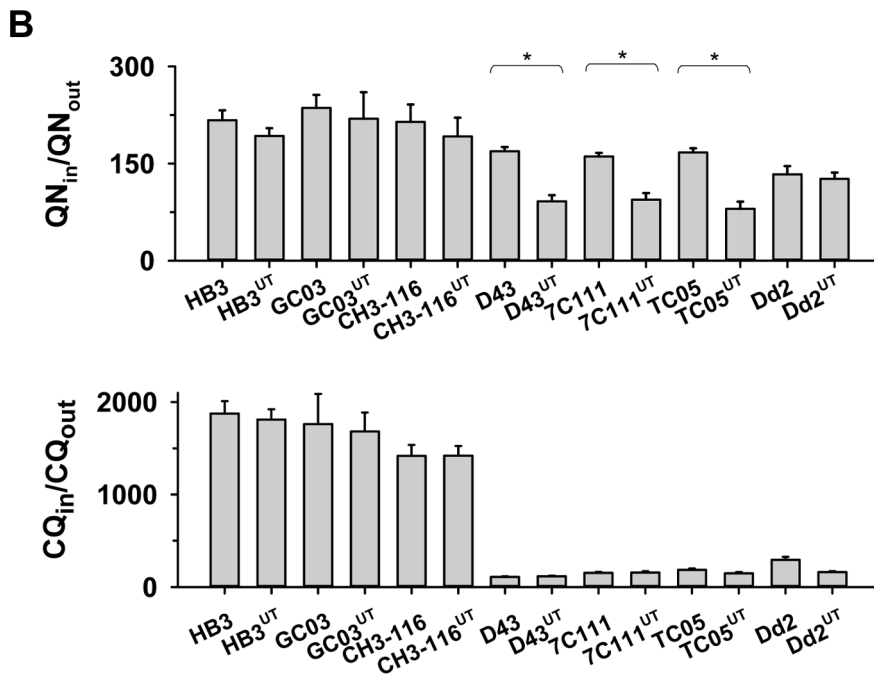 B
* * *
300
150
0
QNin/QNout
HB3 HB3UT GC03 GC03UT CH3-116 CH3-116UT D43 D43UT 7C111 7C111UT TC05 TC05UT Dd2 Dd2UT
2000
1000
0
CQin/CQout
HB3 HB3UT GC03 GC03UT CH3-116 CH3-116UT D43 D43UT 7C111 7C111UT TC05 TC05UT Dd2 Dd2UT